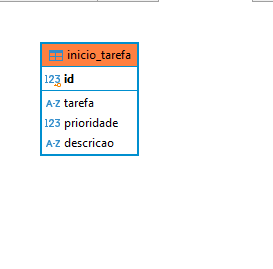 inicio_tarefa
123 id
A-Z tarefa
123 prioridade
A-Z descricao